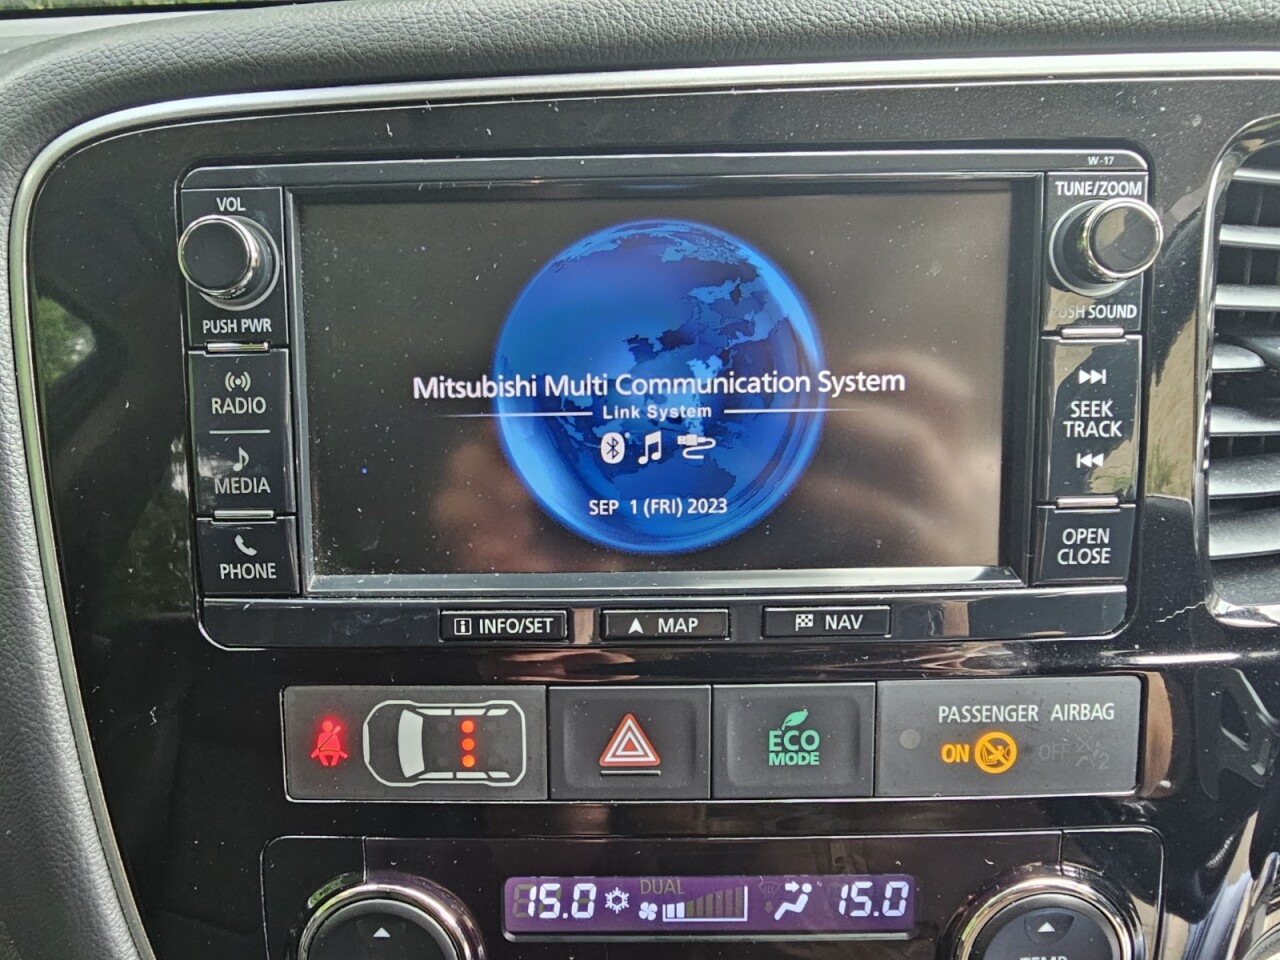 W-17
VOL
PUSH PWR
RADIO
MEDIA
PHONE
Mitsubishi Multi Communication System
Link System
SEP 1 (FRI) 2023
TUNE/ZOOM
PUSH SOUND
SEEK
TRACK
OPEN
CLOSE
INFO/SET
MAP
NAV
ECO
MODE
PASSENGER AIRBAG
ON
OFF
2
15.0
DUAL
15.0
TEMP